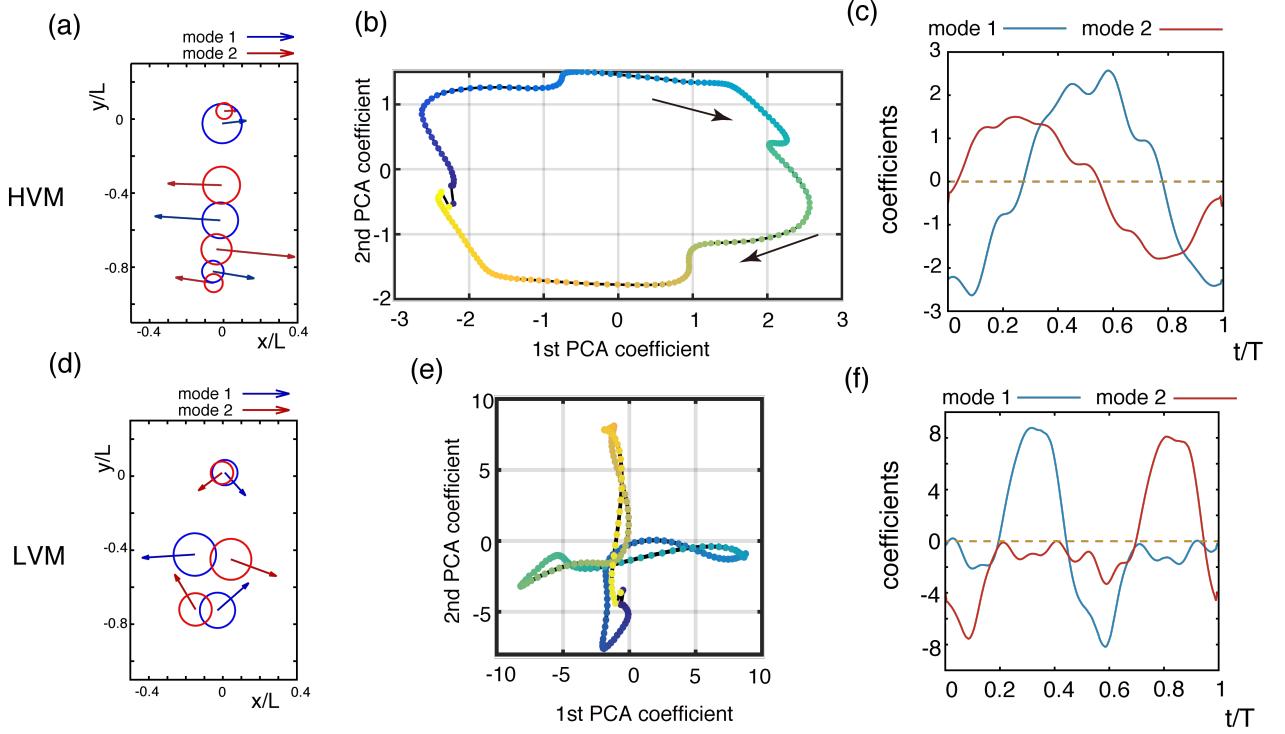 (a)
mode 1
mode 2
y/L
0
-0.4
-0.8
-0.4
0
0.4
x/L
HVM
(b)
2nd PCA coefficient
1
0
-1
-2
-3
-2
-1
0
1
2
3
1st PCA coefficient
(c)
mode 1
mode 2
coefficients
3
2
1
0
-1
-2
-3
0
0.2
0.4
0.6
0.8
1
t/T
(d)
mode 1
mode 2
y/L
0
-0.4
-0.8
-0.4
0
0.4
x/L
LVM
(e)
2nd PCA coefficient
10
5
0
-5
-10
-5
0
5
10
1st PCA coefficient
(f)
mode 1
mode 2
coefficients
8
4
0
-4
-8
0
0.2
0.4
0.6
0.8
1
t/T